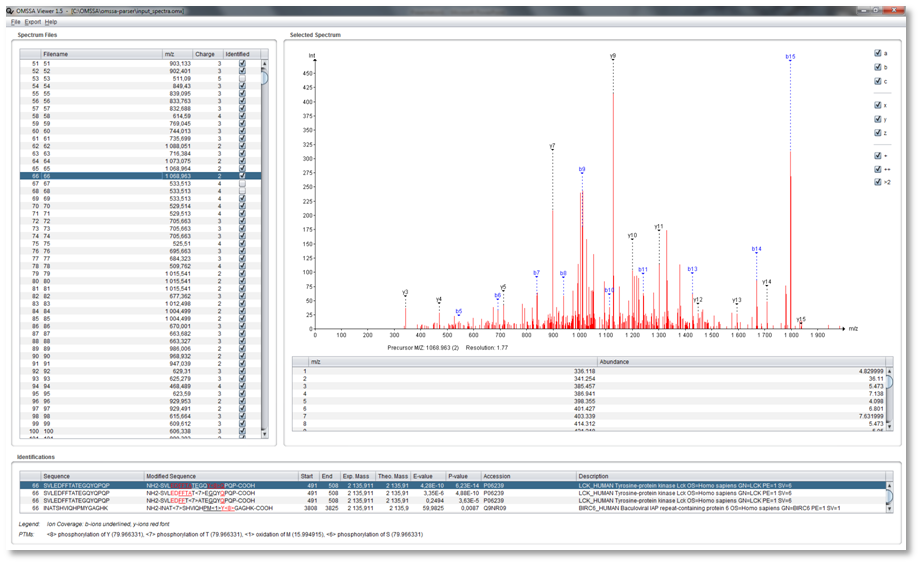 OMSSA Viewer 1.5 - [C:\OMSSA\omssa-parser\input_spectra.omx]
File Export Help
Spectrum Files
Filename m/z Charge Identified
51 51 903,133 3
52 52 902,401 3
53 53 511,09 5
54 54 849,43 3
55 55 839,095 3
56 56 833,763 3
57 57 832,688 3
58 58 614,59 4
59 59 769,045 3
60 60 744,013 3
61 61 735,699 3
62 62 1 088,051 2
63 63 716,384 3
64 64 1 073,075 2
65 65 1 068,964 2
66 66 1 068,963 2
67 67 533,513 4
68 68 533,513 4
69 69 533,513 4
70 70 529,514 4
71 71 529,513 4
72 72 705,663 3
73 73 705,663 3
74 74 705,663 3
75 75 525,51 4
76 76 695,663 3
77 77 684,323 3
78 78 509,762 4
79 79 1 015,541 2
80 80 1 015,541 2
81 81 1 015,541 2
82 82 677,362 3
83 83 1 012,498 2
84 84 1 004,499 2
85 85 1 004,499 2
86 86 670,001 3
87 87 663,682 3
88 88 663,327 3
89 89 986,006 2
90 90 968,932 2
91 91 947,039 2
92 92 629,31 3
93 93 625,279 3
94 94 468,489 4
95 95 623,59 3
96 96 929,953 2
97 97 929,491 2
98 98 615,664 3
99 99 609,612 3
100 100 606,338 3
Selected Spectrum
Int
450
425
400
375
350
325
300
275
250
225
200
175
150
125
100
75
50
25
0
y3 y4 b5 b6 y5 b7 y7 b8 b9 b10 y9 y10 b11 y11 b13 y12 y13 b14 y14 b15 y15
0 100 200 300 400 500 600 700 800 900 1 000 1 100 1 200 1 300 1 400 1 500 1 600 1 700 1 800 1 900 m/z
Precursor M/Z: 1068.963 (2) Resolution: 1.77
a
b
c
x
y
z
+
++
>2
m/z Abundance
1 336.118 4.829999
2 341.254 36.11
3 385.457 5.473
4 386.941 7.138
5 398.355 4.098
6 401.427 6.801
7 403.339 7.631999
8 414.312 5.473
Identifications
Sequence Modified Sequence Start End Exp. Mass Theo. Mass E-value P-value Accession Description
66 SVLEDFFTATEGQYQPQP 491 508 2 135,911 2 135,91 4,28E-10 6,23E-14 P06239 LCK_HUMAN Tyrosine-protein kinase Lck OS=Homo sapiens GN=LCK PE=1 SV=6
66 SVLEDFFTATEGQYQPQP NH2-SVLEDFFTAT<7>EGQYQPQP-COOH 491 508 2 135,911 2 135,91 3,35E-6 4,88E-10 P06239 LCK_HUMAN Tyrosine-protein kinase Lck OS=Homo sapiens GN=LCK PE=1 SV=6
66 SVLEDFFTATEGQYQPQP NH2-SVLEDFFT<7>ATEGQYQPQP-COOH 491 508 2 135,911 2 135,91 0,2494 3,63E-5 P06239 LCK_HUMAN Tyrosine-protein kinase Lck OS=Homo sapiens GN=LCK PE=1 SV=6
66 INATSHVIQHPMYGAGHK NH2-INAT<7>SHVIQHPM<1>Y<8>GAGHK-COOH 3808 3825 2 135,911 2 135,9 59,9825 0,0087 Q9NR09 BIRC6_HUMAN Baculoviral IAP repeat-containing protein 6 OS=Homo sapiens GN=BIRC6 PE=1 SV=1
Legend: Ion Coverage: b-ions underlined, y-ions red font
PTMs: <8> phosphorylation of Y (79.966331), <7> phosphorylation of T (79.966331), <1> oxidation of M (15.994915), <6> phosphorylation of S (79.966331)